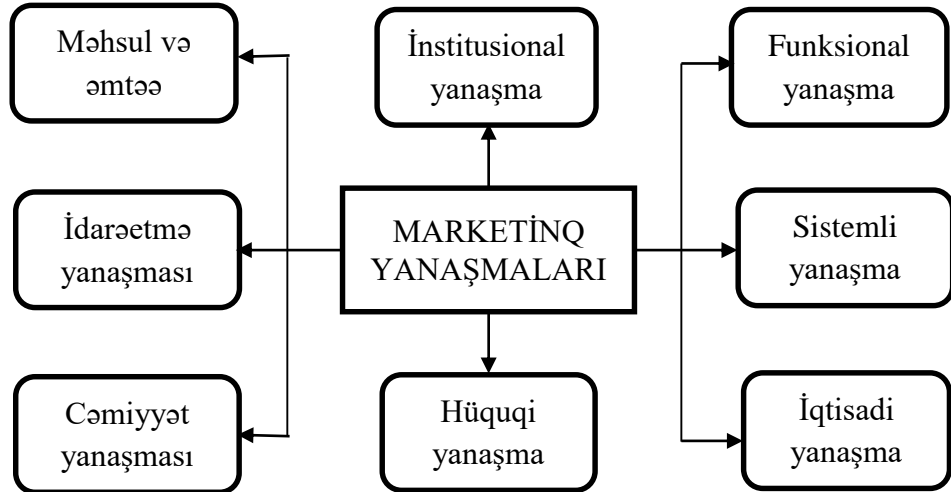 Məhsul və
əmtəə
İnstitusional
yanaşma
Funksional
yanaşma
İdarəetmə
yanaşması
MARKETİNQ
YANAŞMALARI
Sistemli
yanaşma
Cəmiyyət
yanaşması
Hüquqi
yanaşma
İqtisadi
yanaşma